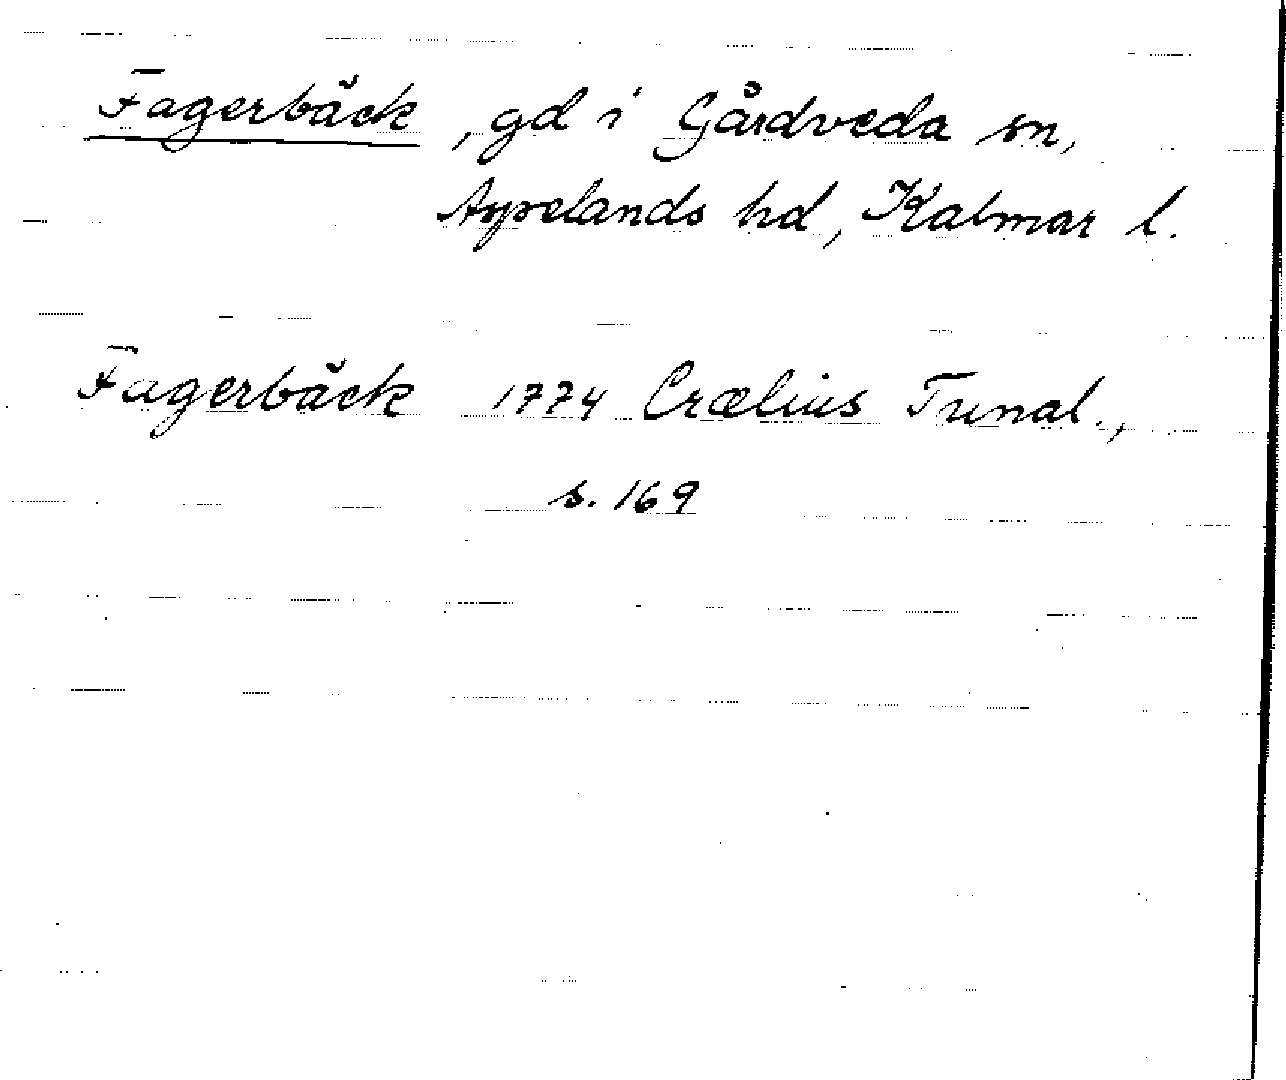 Fagerbäck, gd i Gårdveda sn,
Aspelands hd, Kalmar l.
Fagerbäck 1774 Crælius Tunal.,
s. 169